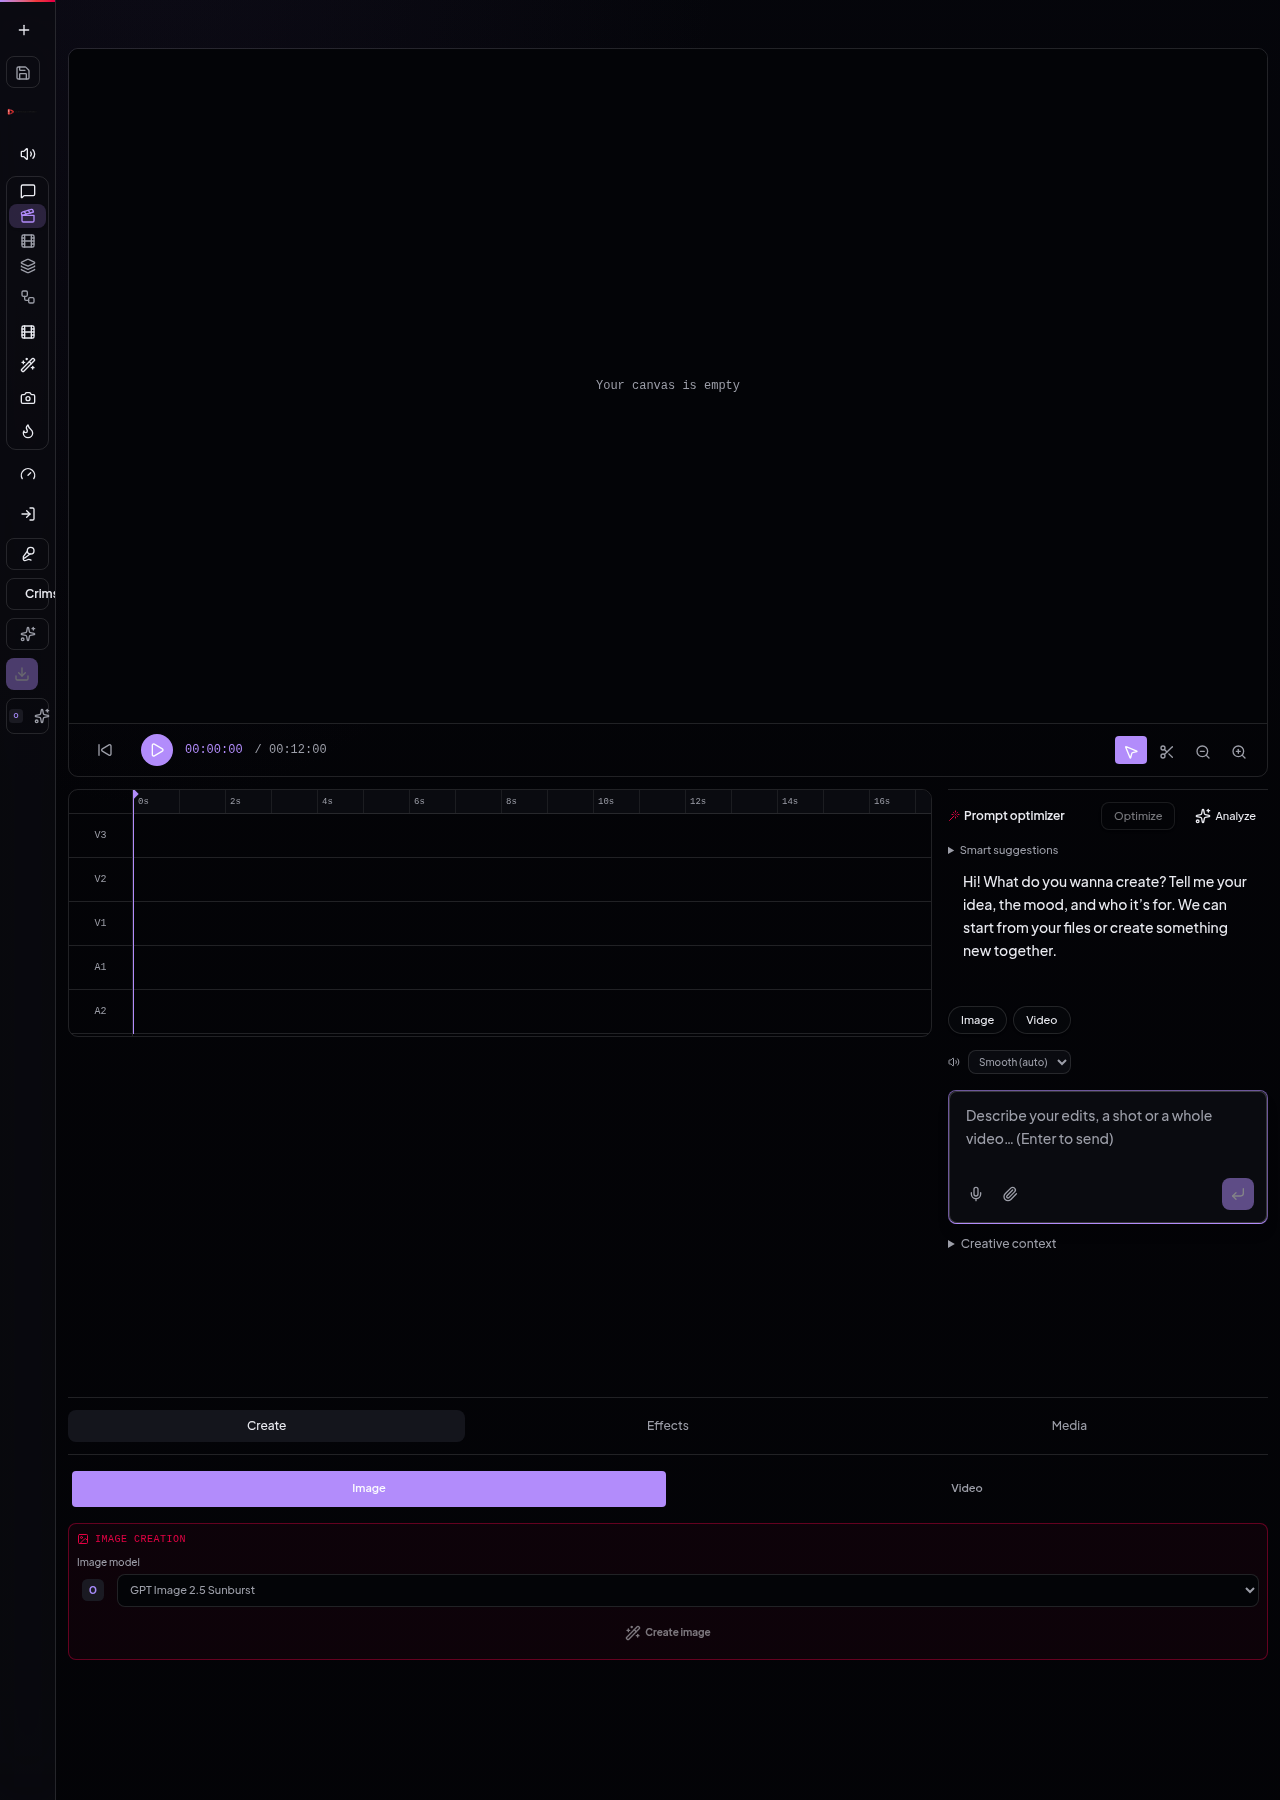 Your canvas is empty
Crims
0
00:00:00 / 00:12:00
0s 2s 4s 6s 8s 10s 12s 14s 16s
V3
V2
V1
A1
A2
Prompt optimizer Optimize Analyze
Smart suggestions
Hi! What do you wanna create? Tell me your
idea, the mood, and who it’s for. We can
start from your files or create something
new together.
Image Video
Smooth (auto)
Describe your edits, a shot or a whole
video… (Enter to send)
Creative context
Create Effects Media
Image Video
IMAGE CREATION
Image model
0 GPT Image 2.5 Sunburst
Create image